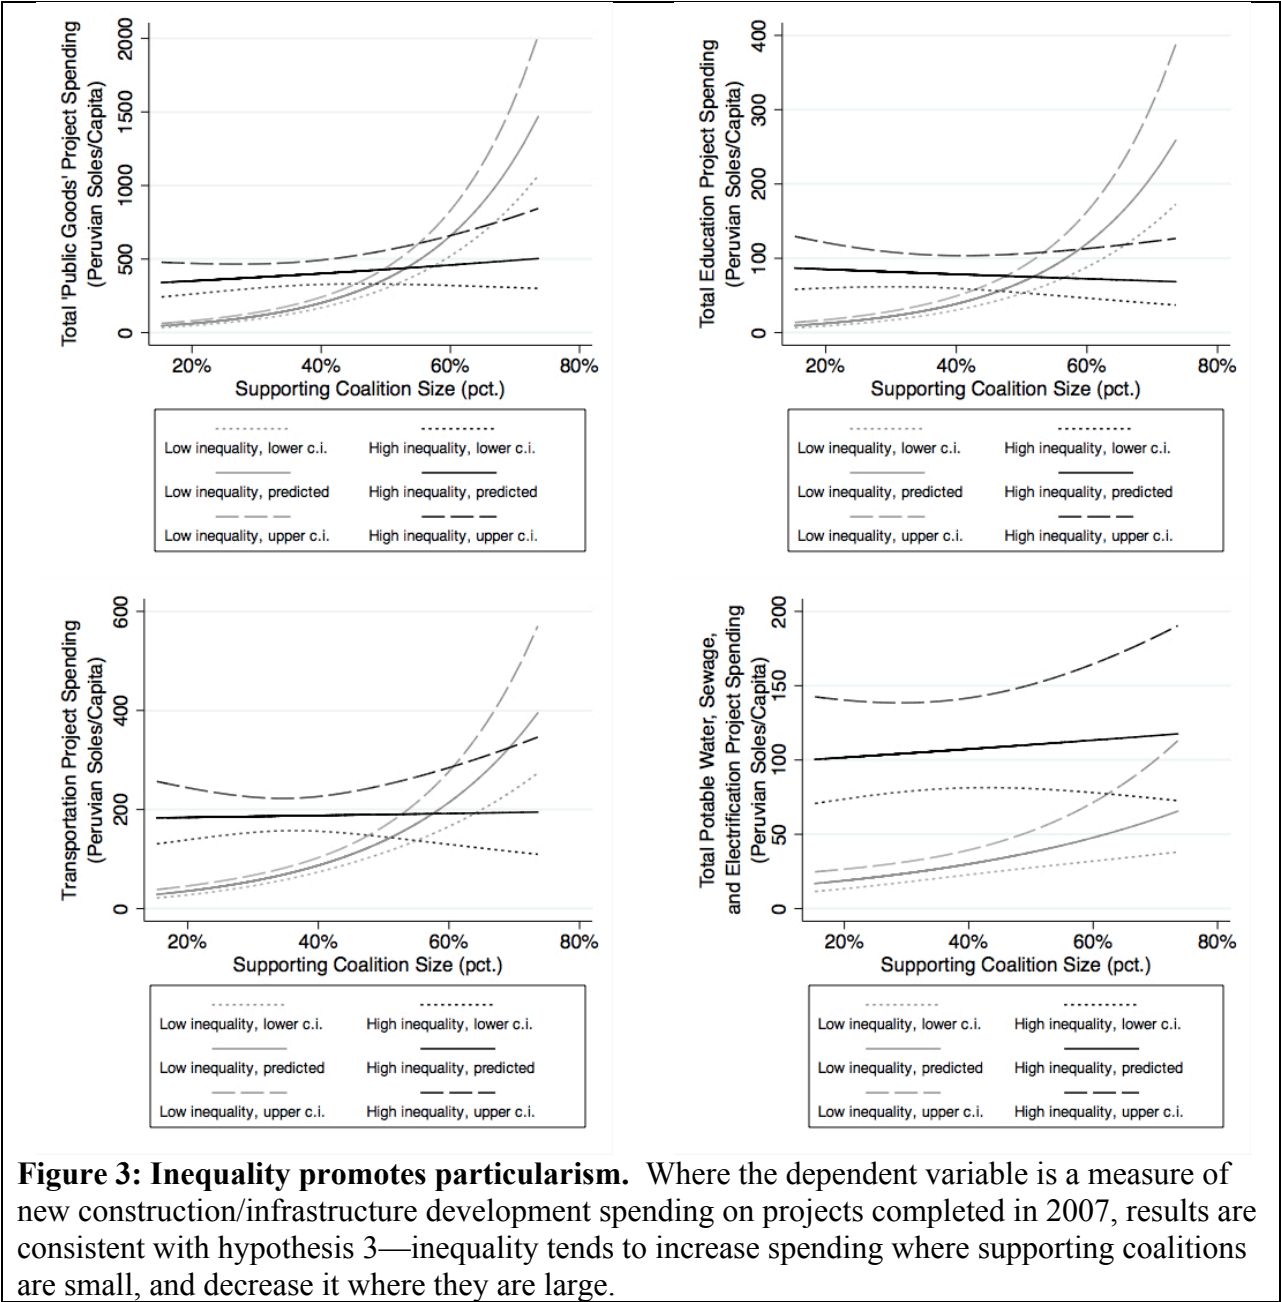 Total 'Public Goods' Project Spending
(Peruvian Soles/Capita)
2000
1500
1000
500
0
20%
40%
60%
80%
Supporting Coalition Size (pct.)
Low inequality, lower c.i.
High inequality, lower c.i.
Low inequality, predicted
High inequality, predicted
Low inequality, upper c.i.
High inequality, upper c.i.
Total Education Project Spending
(Peruvian Soles/Capita)
400
300
200
100
0
20%
40%
60%
80%
Supporting Coalition Size (pct.)
Low inequality, lower c.i.
High inequality, lower c.i.
Low inequality, predicted
High inequality, predicted
Low inequality, upper c.i.
High inequality, upper c.i.
Transportation Project Spending
(Peruvian Soles/Capita)
600
400
200
0
20%
40%
60%
80%
Supporting Coalition Size (pct.)
Low inequality, lower c.i.
High inequality, lower c.i.
Low inequality, predicted
High inequality, predicted
Low inequality, upper c.i.
High inequality, upper c.i.
Total Potable Water, Sewage,
and Electrification Project Spending
(Peruvian Soles/Capita)
200
150
100
50
0
20%
40%
60%
80%
Supporting Coalition Size (pct.)
Low inequality, lower c.i.
High inequality, lower c.i.
Low inequality, predicted
High inequality, predicted
Low inequality, upper c.i.
High inequality, upper c.i.
Figure 3: Inequality promotes particularism. Where the dependent variable is a measure of
new construction/infrastructure development spending on projects completed in 2007, results are
consistent with hypothesis 3—inequality tends to increase spending where supporting coalitions
are small, and decrease it where they are large.